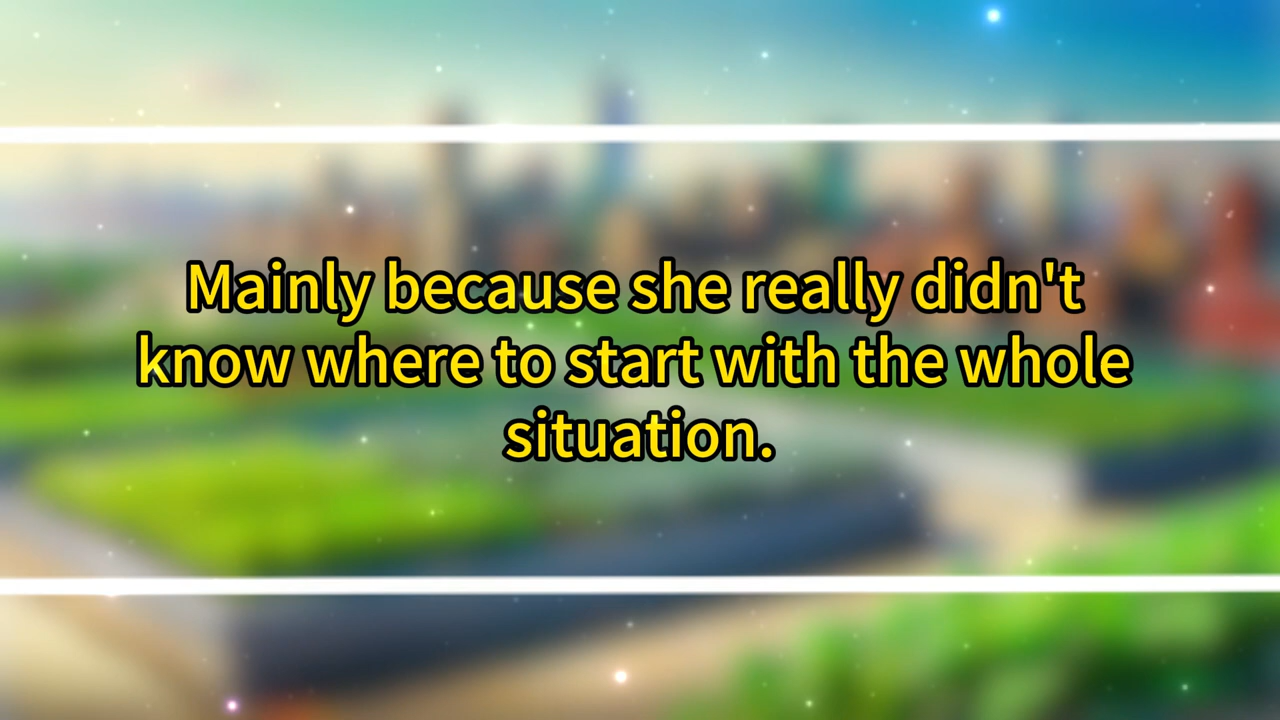 Mainly because she really didn't
know where to start with the whole
situation.